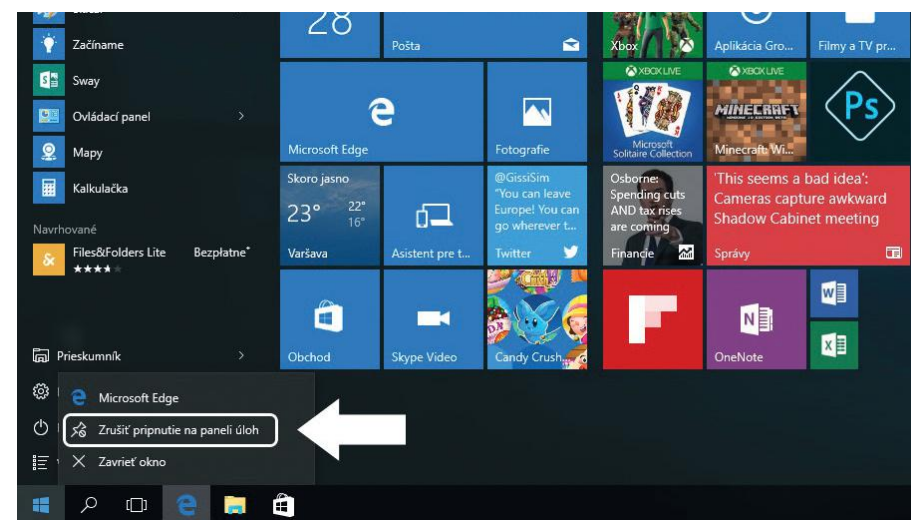 Začíname
Sway
Ovládací panel
Mapy
Kalkulačka
Navrhované
Files&Folders Lite Bezplatne*
Prieskumník
Microsoft Edge
Zrušiť pripnutie na paneli úloh
Zavrieť okno
28
Pošta
Microsoft Edge
Fotografie
Skoro jasno
23° 22°
16°
Varšava
Asistent pre t...
@GissiSim
"You can leave
Europe! You can
go wherever t...
Twitter
Obchod
Skype Video
Candy Crush...
Xbox
Aplikácia Gro...
Filmy a TV pr...
XBOX LIVE
Microsoft
Solitaire Collection
XBOX LIVE
MINECRAFT
Minecraft: Wi...
Ps
Osborne:
Spending cuts
AND tax rises
are coming
Financie
'This seems a bad idea':
Cameras capture awkward
Shadow Cabinet meeting
Správy
OneNote